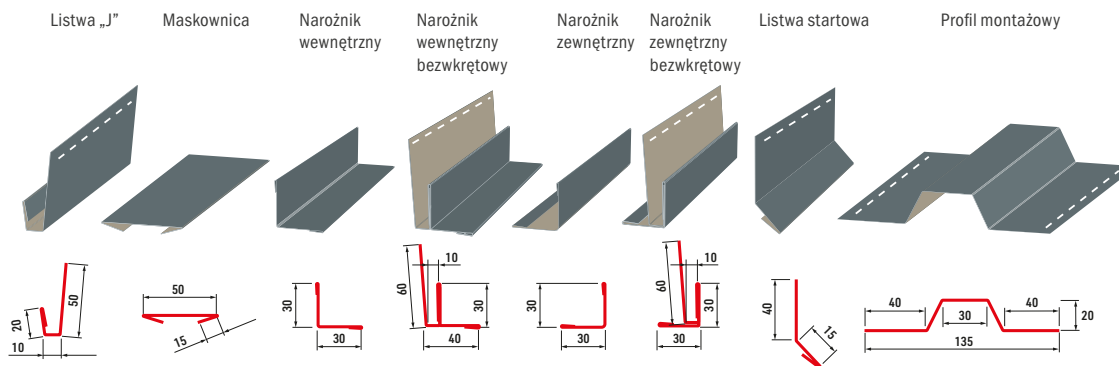 Listwa „J”
Maskownica
Narożnik
wewnętrzny
Narożnik
wewnętrzny
bezwkrętowy
Narożnik
zewnętrzny
Narożnik
zewnętrzny
bezwkrętowy
Listwa startowa
Profil montażowy
20
50
10
50
15
30
30
60
10
30
40
30
30
60
10
30
30
40
15
40
30
40
20
135